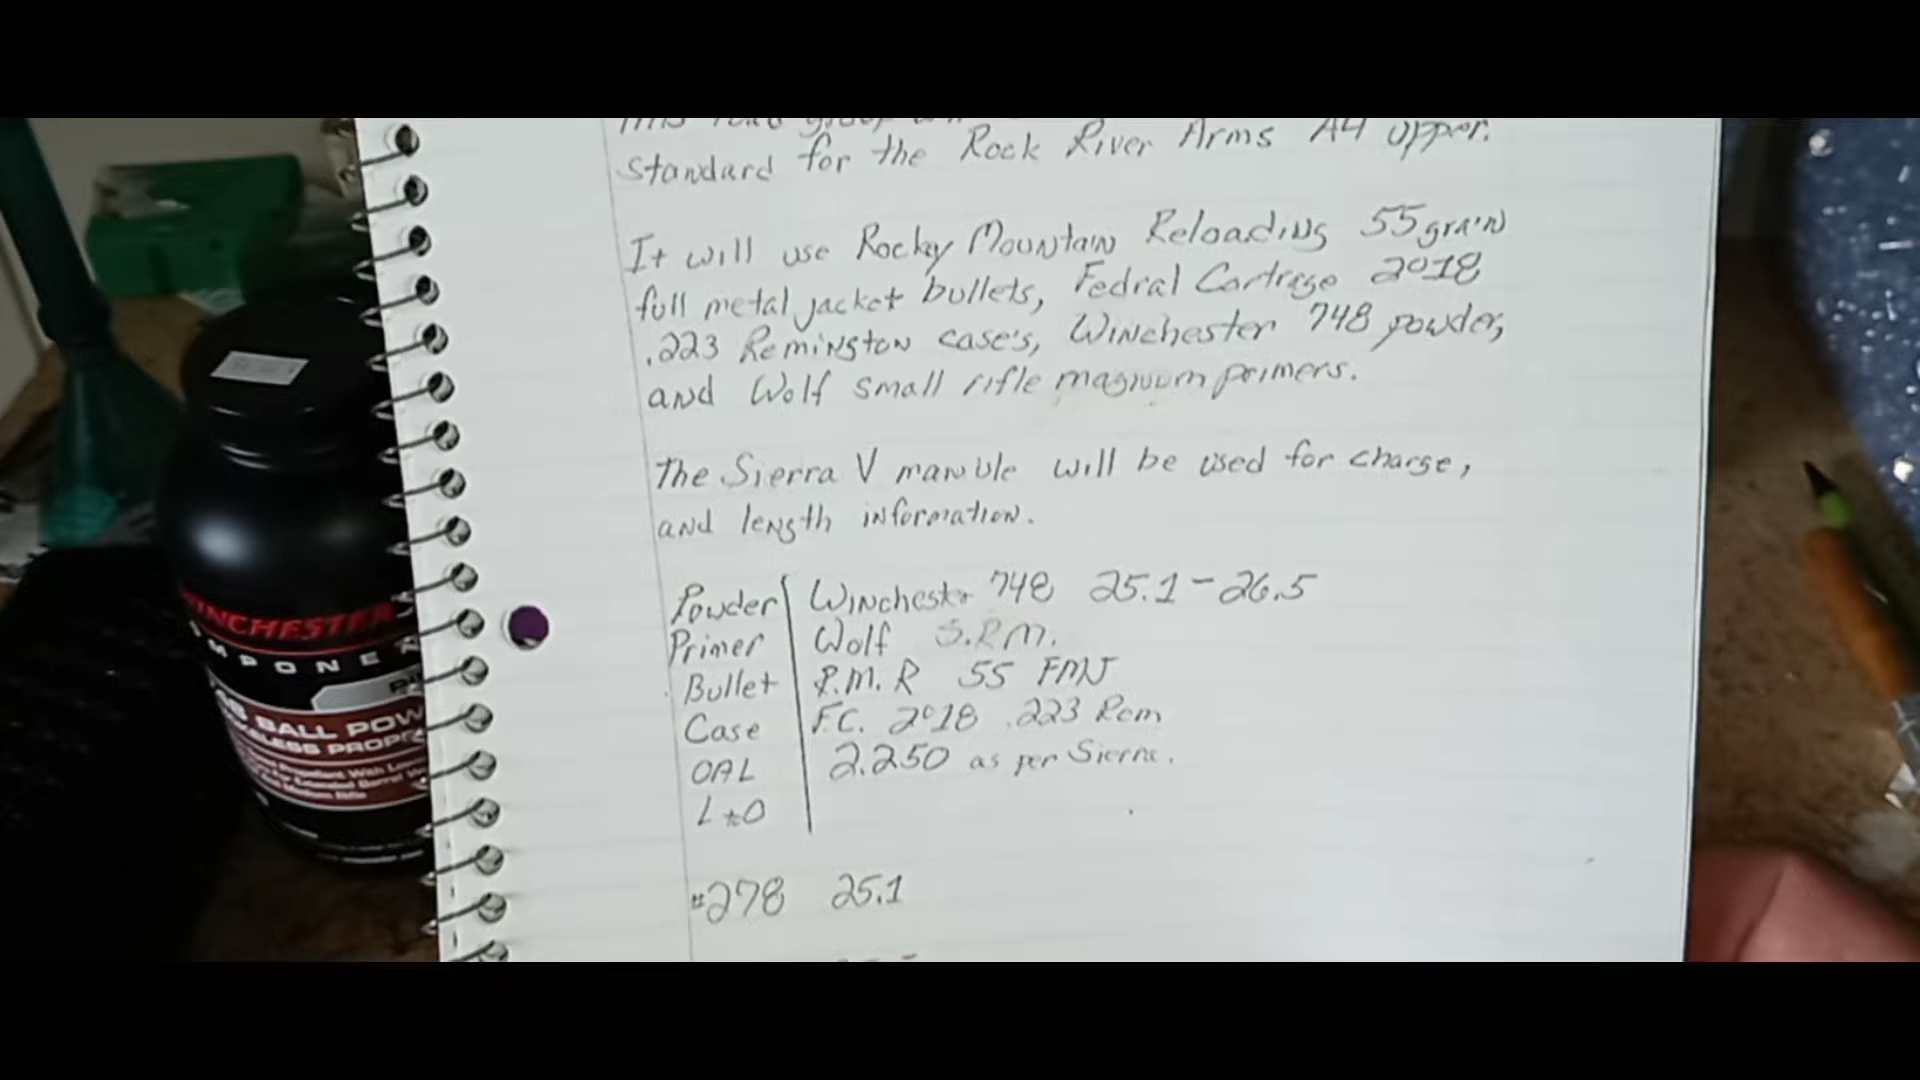 standard for the Rock River Arms A4 upper.
It will use Rocky Mountain Reloading 55 grain
full metal jacket bullets, Fedral Cartrage 2018
.223 Remington case's, Winchester 748 powder,
and Wolf small rifle magnum primers.
The Sierra V manule will be used for charge,
and length information.
Powder Winchester 748 25.1-26.5
Primer Wolf S.R.M.
Bullet R.M.R 55 FMJ
Case F.C. 2018 .223 Rem
OAL 2.250 as per Sierra.
L to O
#278 25.1
WINCHESTER
BALL POW